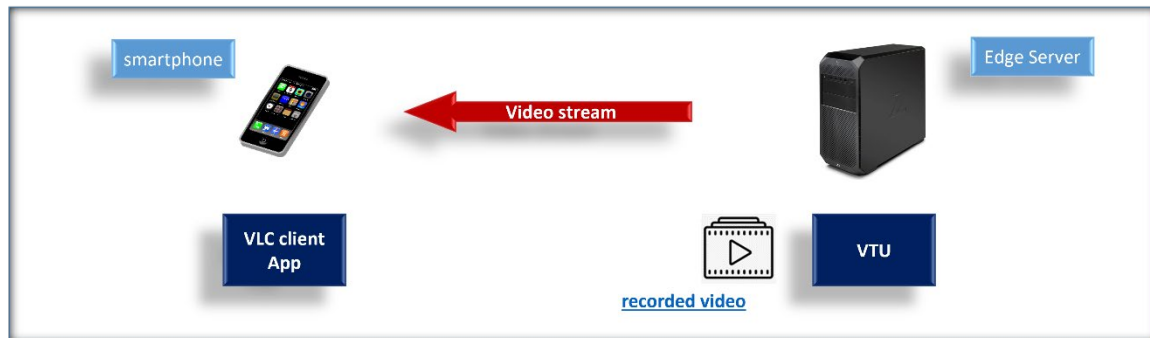 smartphone
Edge Server
Video stream
VLC client
App
VTU
recorded video